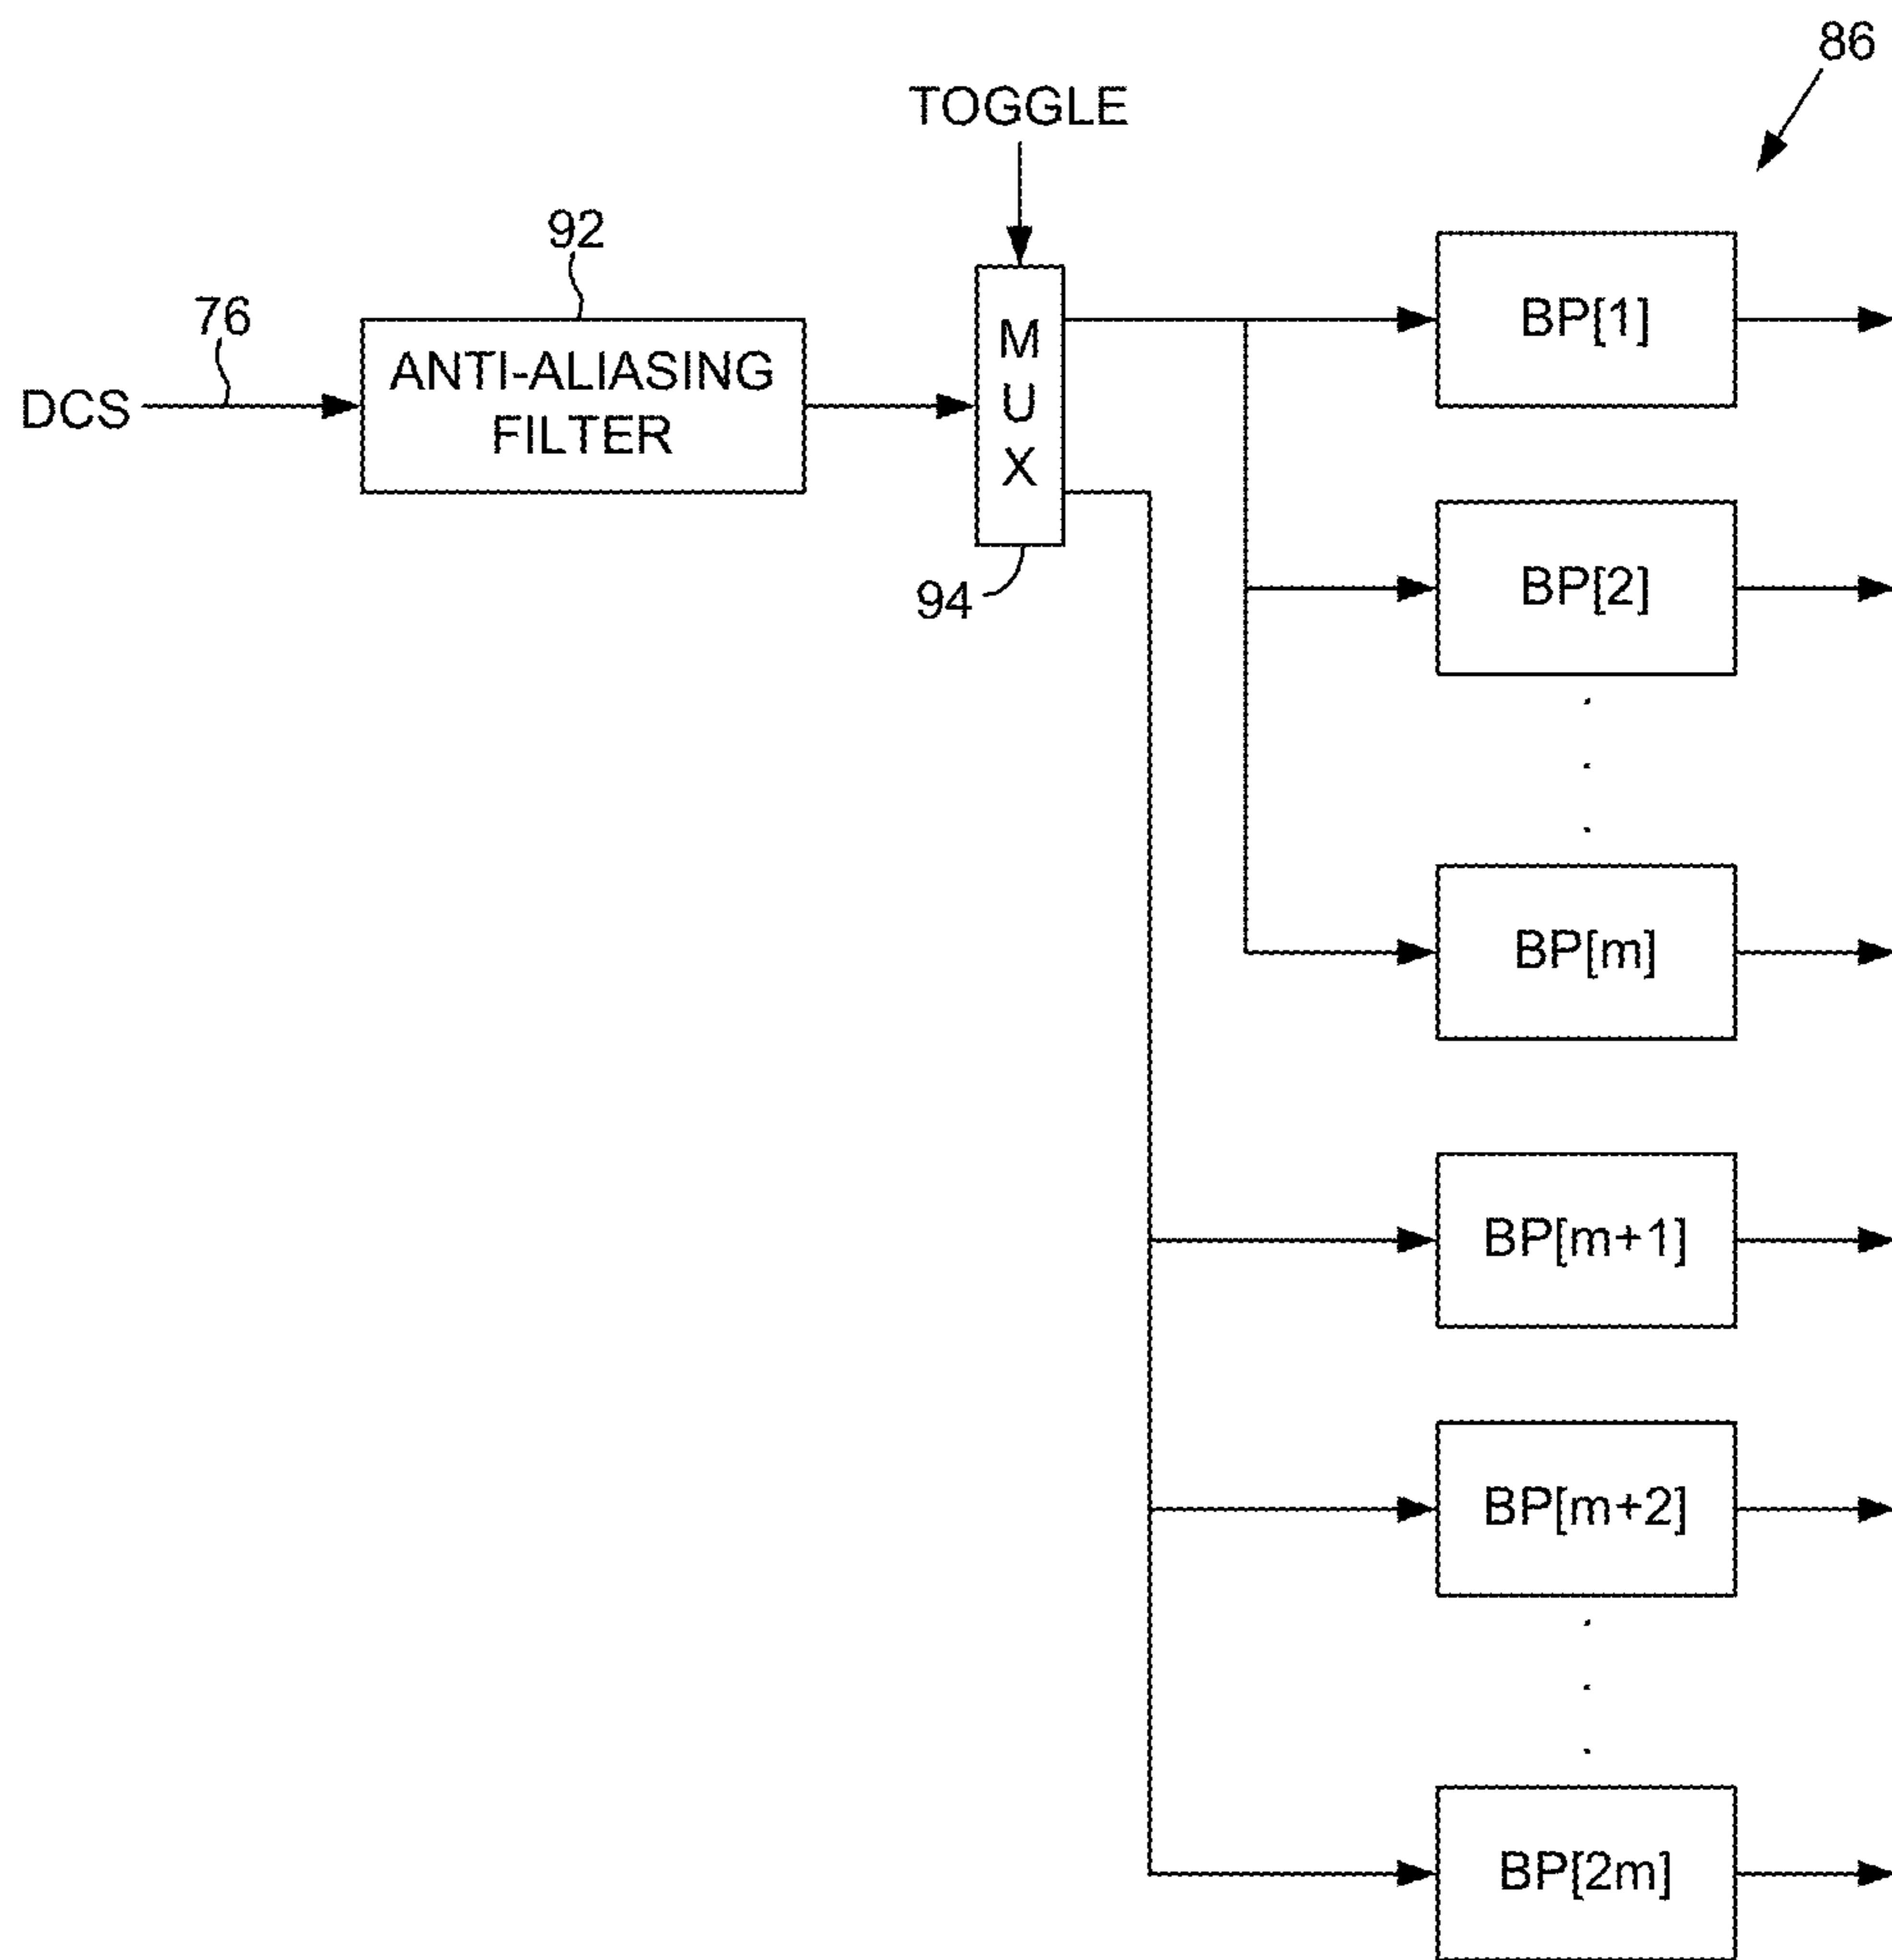 86
TOGGLE
92
76
DCS
ANTI-ALIASING
FILTER
M
U
X
94
BP[1]
BP[2]
BP[m]
BP[m+1]
BP[m+2]
BP[2m]